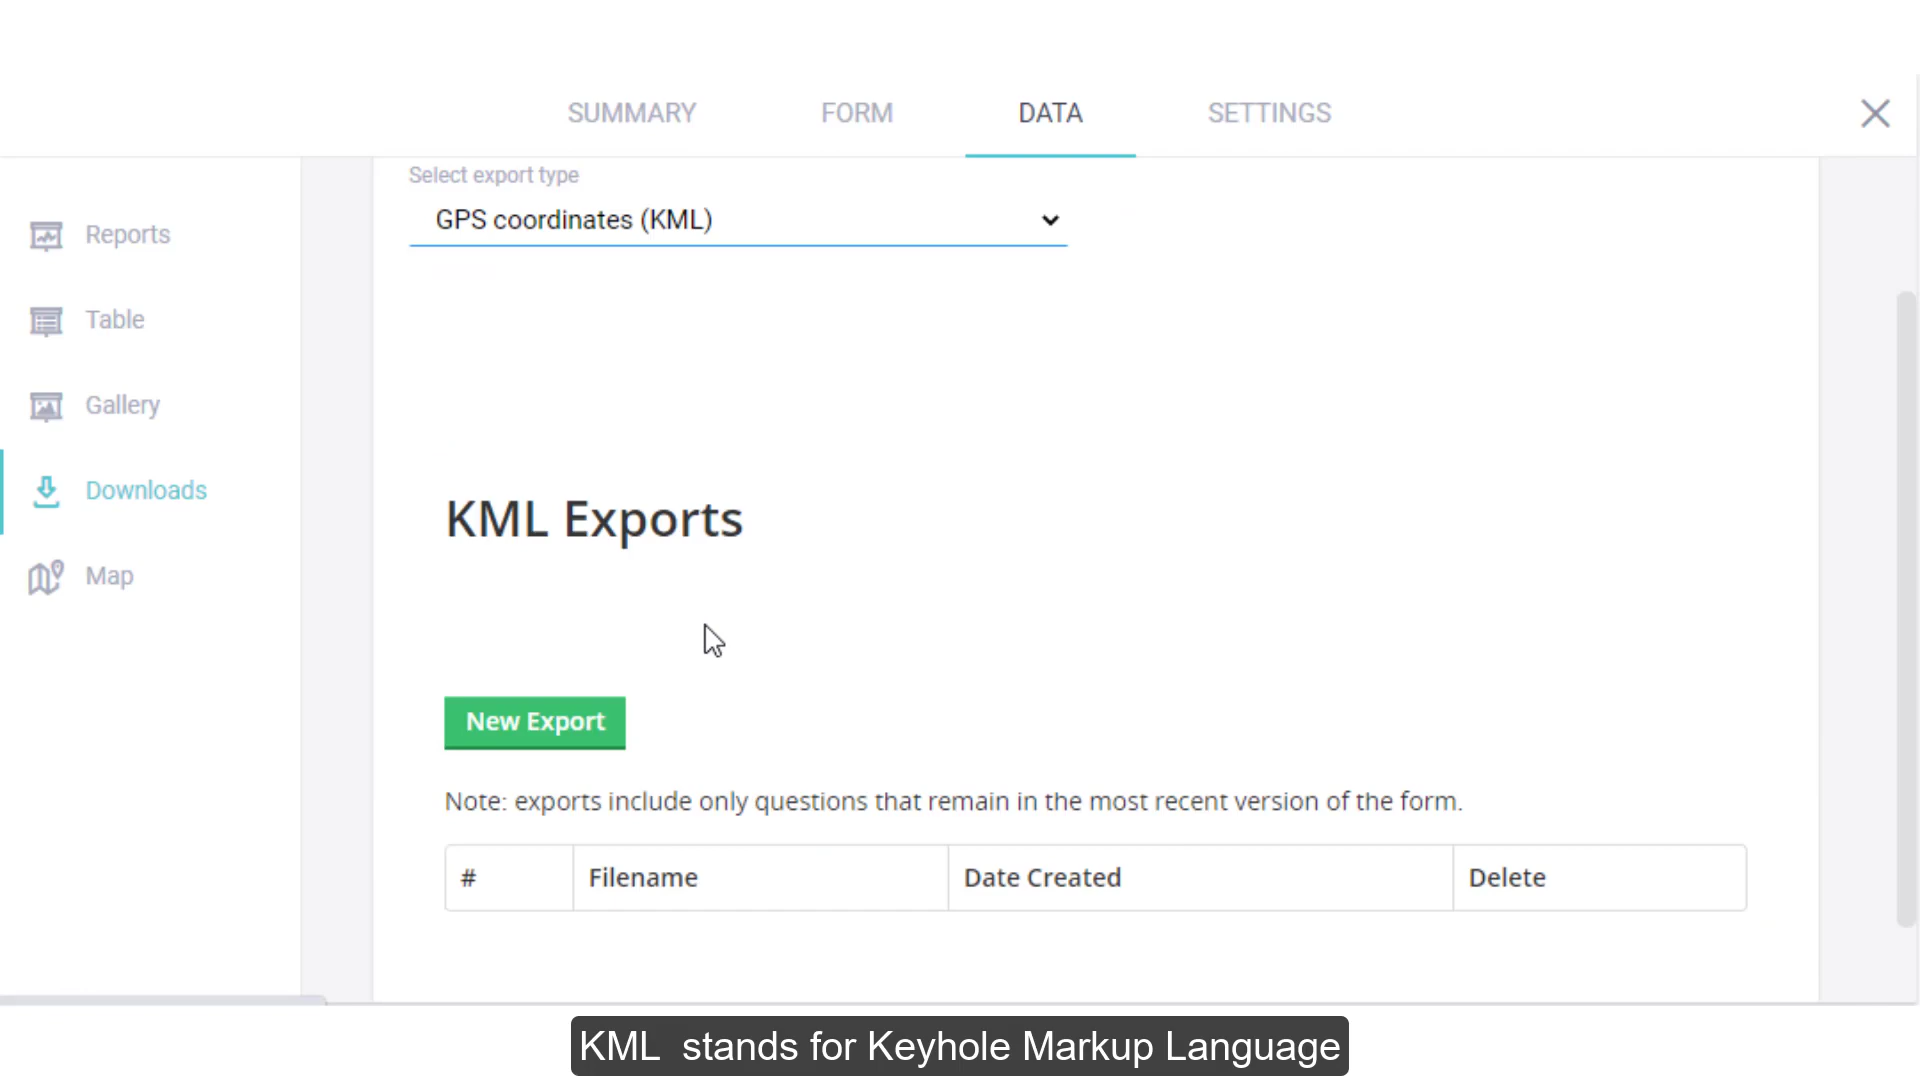 SUMMARY FORM DATA SETTINGS
Select export type
GPS coordinates (KML)
Reports
Table
Gallery
Downloads
Map
KML Exports
New Export
Note: exports include only questions that remain in the most recent version of the form.
# Filename Date Created Delete
KML stands for Keyhole Markup Language